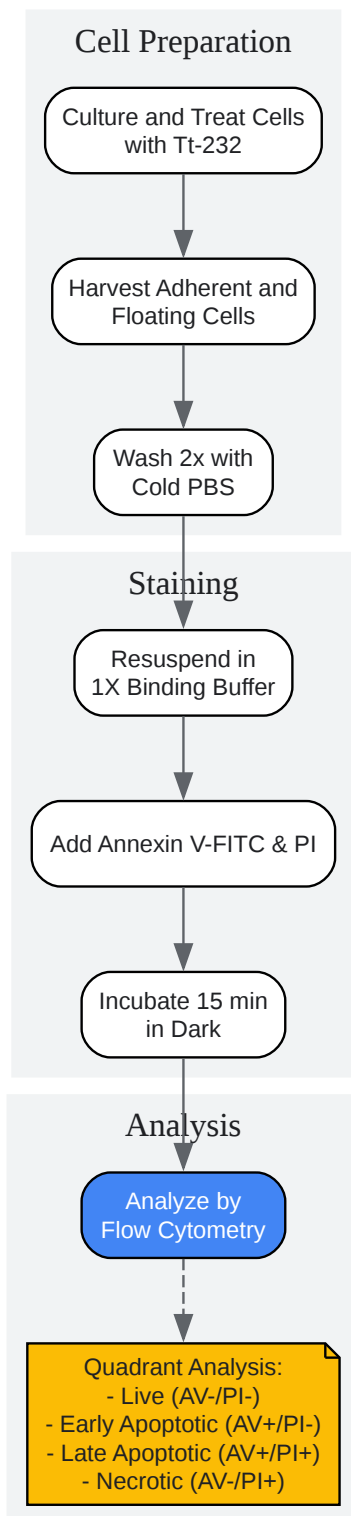 Cell Preparation
Culture and Treat Cells
with Tt-232
Harvest Adherent and
Floating Cells
Wash 2x with
Cold PBS
Staining
Resuspend in
1X Binding Buffer
Add Annexin V-FITC & PI
Incubate 15 min
in Dark
Analysis
Analyze by
Flow Cytometry
Quadrant Analysis:
- Live (AV-/PI-)
- Early Apoptotic (AV+/PI-)
- Late Apoptotic (AV+/PI+)
- Necrotic (AV-/PI+)